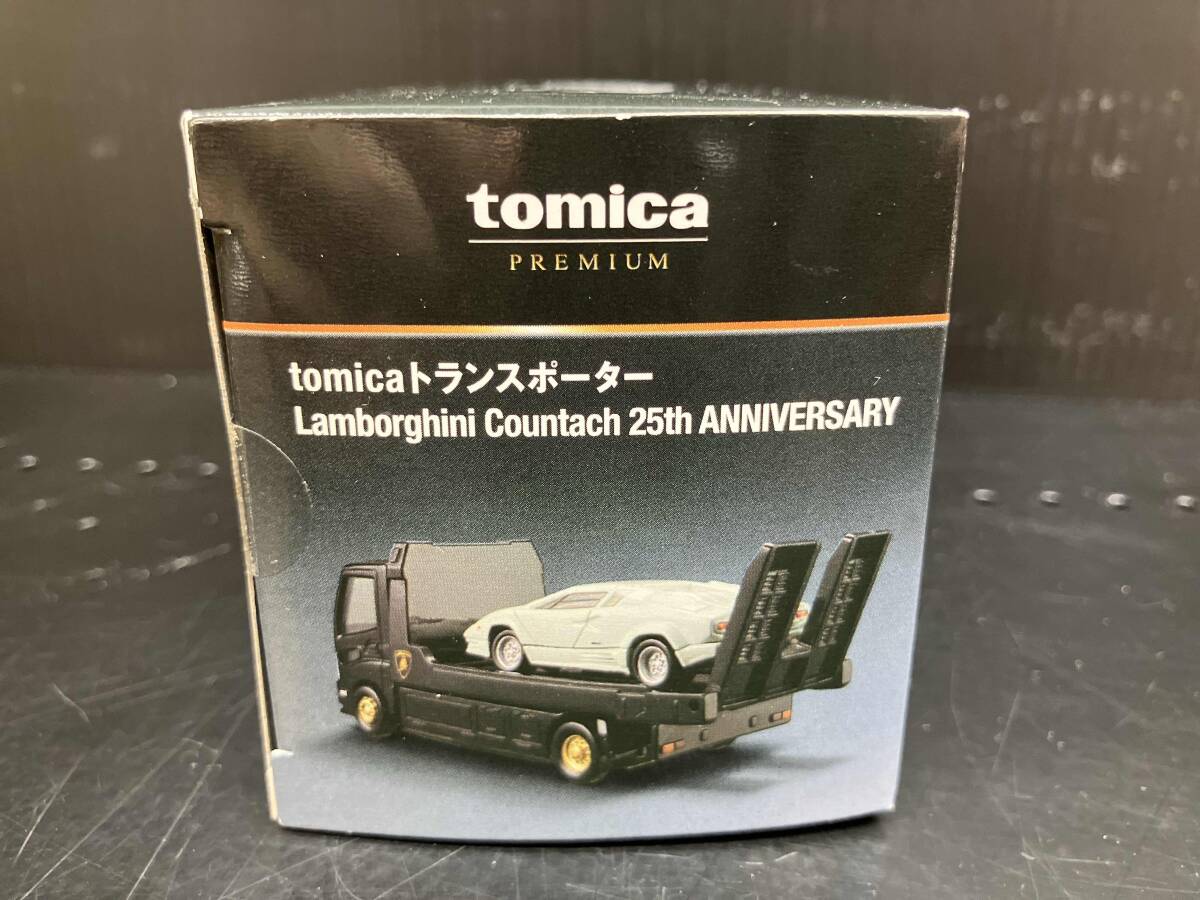 tomica
PREMIUM
tomicaトランスポーター
Lamborghini Countach 25th ANNIVERSARY